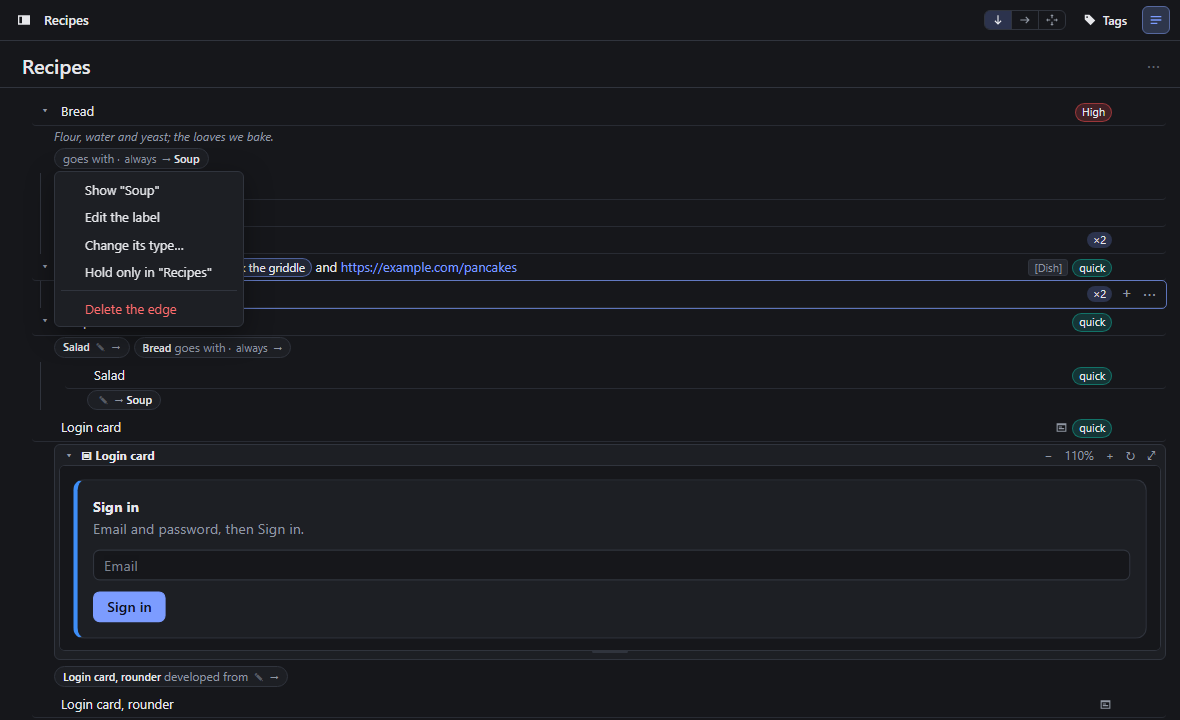 Recipes
Tags
Recipes
Bread
High
Flour, water and yeast; the loaves we bake.
goes with · always → Soup
Show "Soup"
Edit the label
Change its type...
Hold only in "Recipes"
Delete the edge
×2
the griddle and https://example.com/pancakes
[Dish] quick
×2 + ...
quick
Salad →
Bread goes with · always →
Salad
quick
→ Soup
Login card
quick
Login card
− 110% +
Sign in
Email and password, then Sign in.
Email
Sign in
Login card, rounder developed from →
Login card, rounder